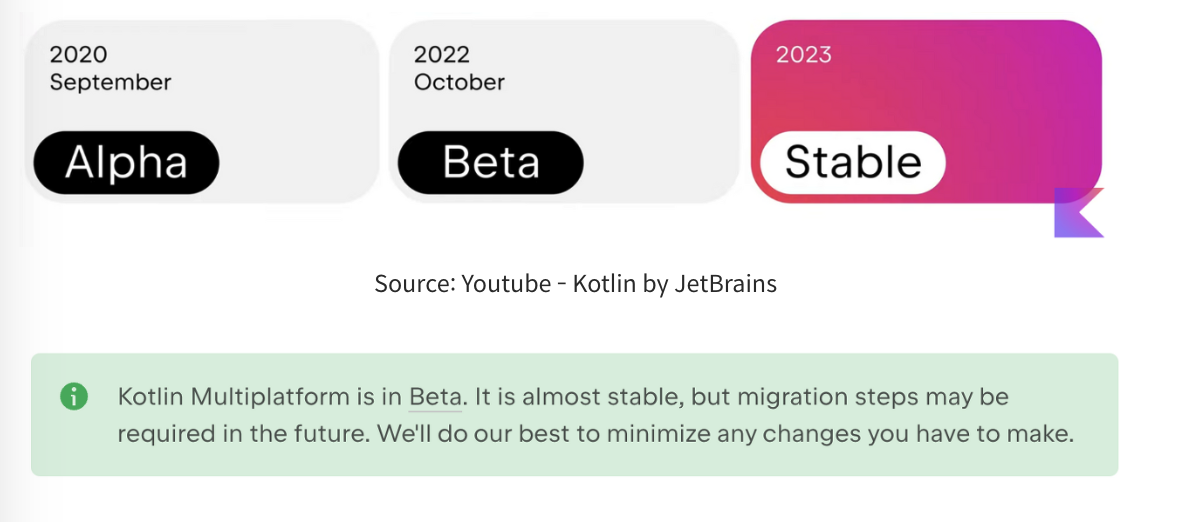 2020
September
Alpha
2022
October
Beta
2023
Stable
Source: Youtube - Kotlin by JetBrains
Kotlin Multiplatform is in Beta. It is almost stable, but migration steps may be
required in the future. We'll do our best to minimize any changes you have to make.